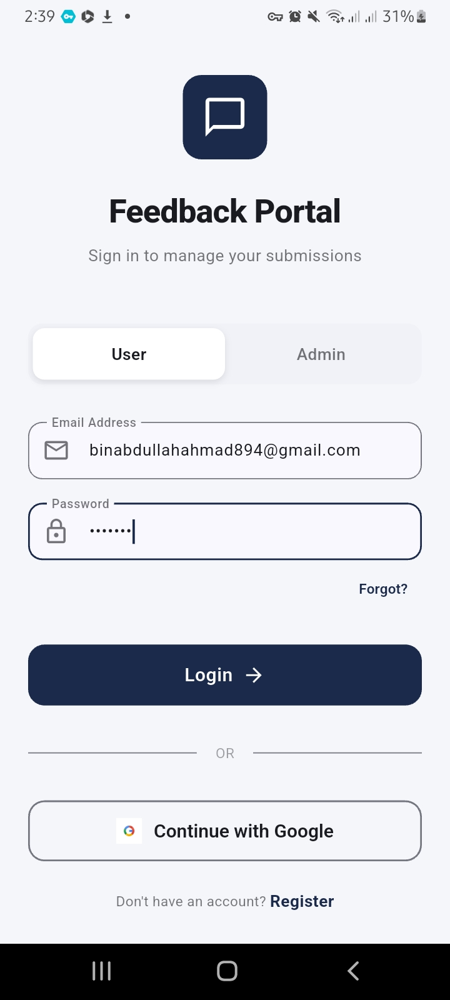 2:39
31%
Feedback Portal
Sign in to manage your submissions
User
Admin
Email Address
binabdullahahmad894@gmail.com
Password
•••••••
Forgot?
Login
OR
Continue with Google
Don't have an account? Register